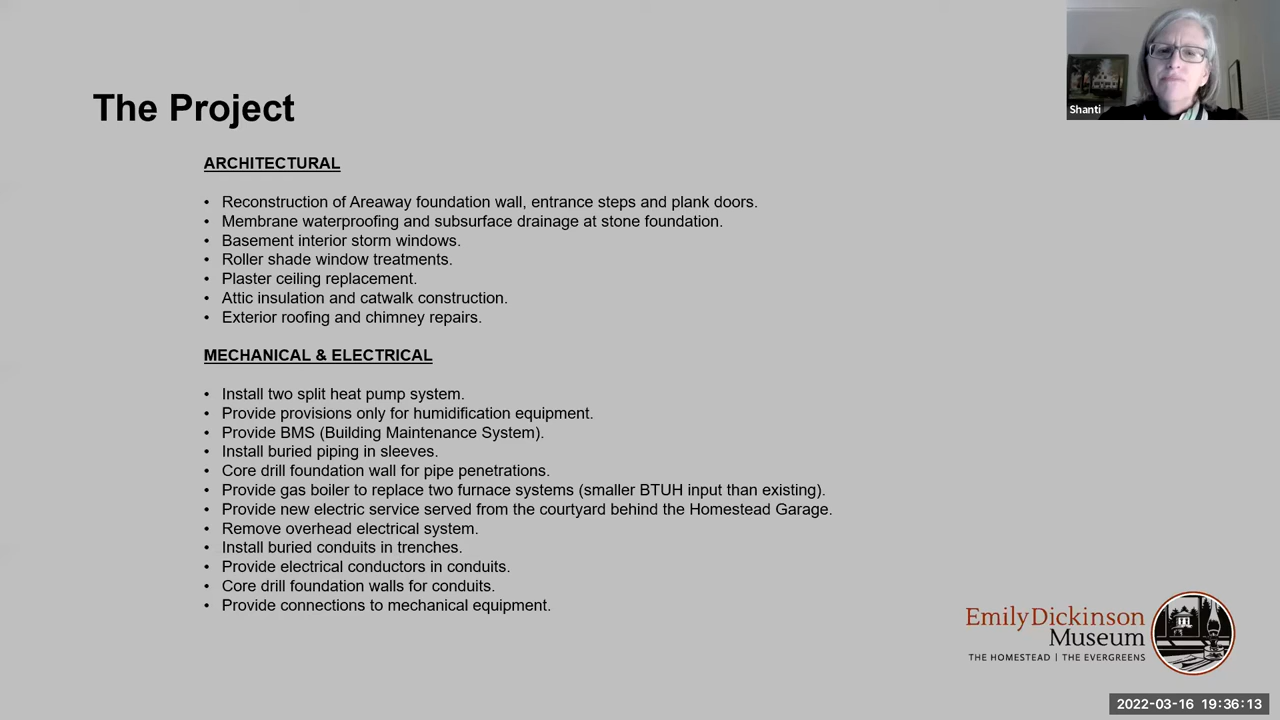 The Project
Shanti
ARCHITECTURAL
• Reconstruction of Areaway foundation wall, entrance steps and plank doors.
• Membrane waterproofing and subsurface drainage at stone foundation.
• Basement interior storm windows.
• Roller shade window treatments.
• Plaster ceiling replacement.
• Attic insulation and catwalk construction.
• Exterior roofing and chimney repairs.
MECHANICAL & ELECTRICAL
• Install two split heat pump system.
• Provide provisions only for humidification equipment.
• Provide BMS (Building Maintenance System).
• Install buried piping in sleeves.
• Core drill foundation wall for pipe penetrations.
• Provide gas boiler to replace two furnace systems (smaller BTUH input than existing).
• Provide new electric service served from the courtyard behind the Homestead Garage.
• Remove overhead electrical system.
• Install buried conduits in trenches.
• Provide electrical conductors in conduits.
• Core drill foundation walls for conduits.
• Provide connections to mechanical equipment.
EmilyDickinson
Museum
THE HOMESTEAD | THE EVERGREENS
2022-03-16 19:36:13